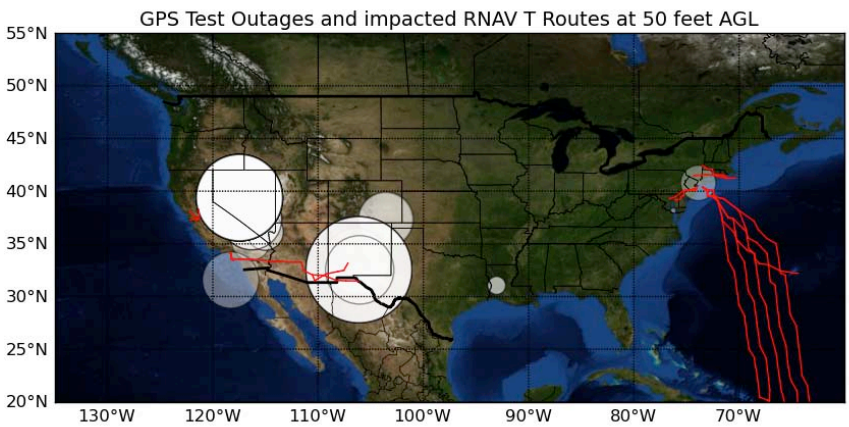 GPS Test Outages and impacted RNAV T Routes at 50 feet AGL
55°N
50°N
45°N
40°N
35°N
30°N
25°N
20°N
130°W 120°W 110°W 100°W 90°W 80°W 70°W